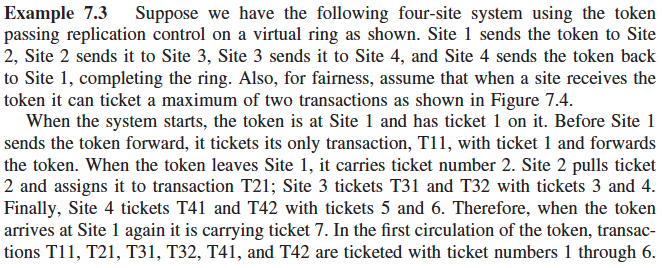 Example 7.3 Suppose we have the following four-site system using the token
passing replication control on a virtual ring as shown. Site 1 sends the token to Site
2, Site 2 sends it to Site 3, Site 3 sends it to Site 4, and Site 4 sends the token back
to Site 1, completing the ring. Also, for fairness, assume that when a site receives the
token it can ticket a maximum of two transactions as shown in Figure 7.4.
When the system starts, the token is at Site 1 and has ticket 1 on it. Before Site 1
sends the token forward, it tickets its only transaction, T11, with ticket 1 and forwards
the token. When the token leaves Site 1, it carries ticket number 2. Site 2 pulls ticket
2 and assigns it to transaction T21; Site 3 tickets T31 and T32 with tickets 3 and 4.
Finally, Site 4 tickets T41 and T42 with tickets 5 and 6. Therefore, when the token
arrives at Site 1 again it is carrying ticket 7. In the first circulation of the token, transac-
tions T11, T21, T31, T32, T41, and T42 are ticketed with ticket numbers 1 through 6.